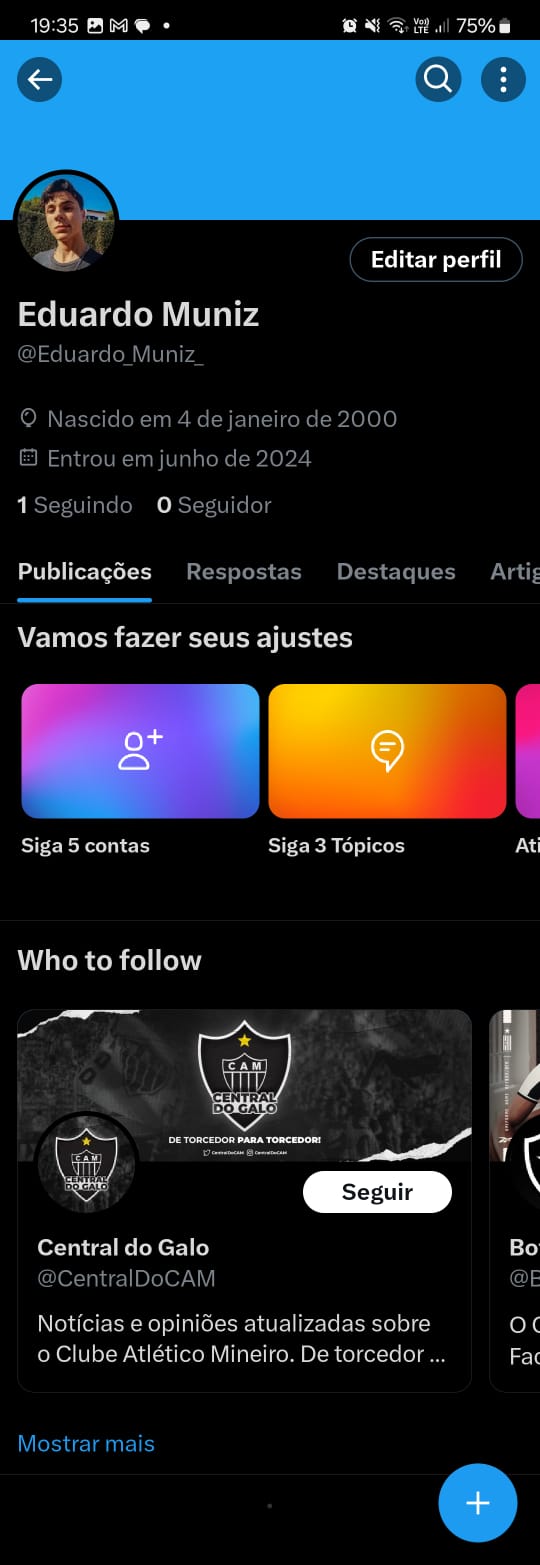 19:35
Vo))
LTE
75%
Editar perfil
Eduardo Muniz
@Eduardo_Muniz_
Nascido em 4 de janeiro de 2000
Entrou em junho de 2024
1 Seguindo 0 Seguidor
Publicações Respostas Destaques Artig
Vamos fazer seus ajustes
Siga 5 contas Siga 3 Tópicos Ati
Who to follow
CAM
CENTRAL
DO GALO
DE TORCEDOR PARA TORCEDOR!
CentralDoCAM CentralDoCAM
CAM
CENTRAL
DO GALO
Seguir
Central do Galo
@CentralDoCAM
Notícias e opiniões atualizadas sobre
o Clube Atlético Mineiro. De torcedor ...
Bo
@B
O C
Fac
Mostrar mais